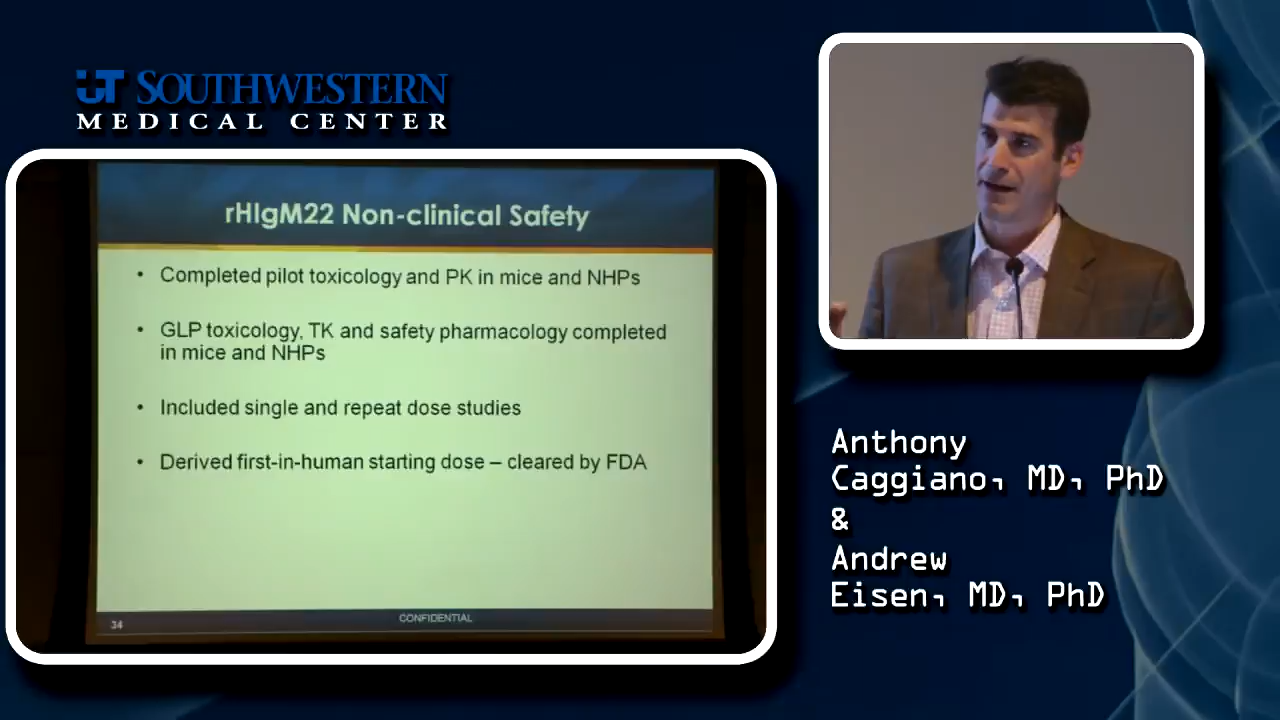 UT SOUTHWESTERN
MEDICAL CENTER
rHIgM22 Non-clinical Safety
• Completed pilot toxicology and PK in mice and NHPs
• GLP toxicology, TK and safety pharmacology completed
in mice and NHPs
• Included single and repeat dose studies
• Derived first-in-human starting dose – cleared by FDA
34
CONFIDENTIAL
Anthony
Caggiano, MD, PhD
&
Andrew
Eisen, MD, PhD